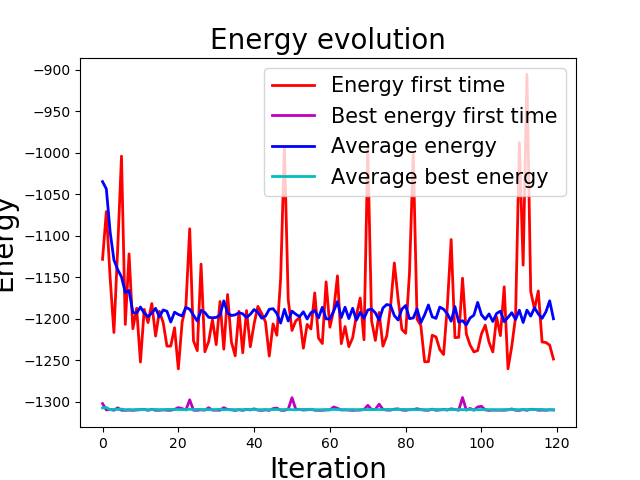 Energy evolution
Energy
−900
−950
−1000
−1050
−1100
−1150
−1200
−1250
−1300
Energy first time
Best energy first time
Average energy
Average best energy
0 20 40 60 80 100 120
Iteration